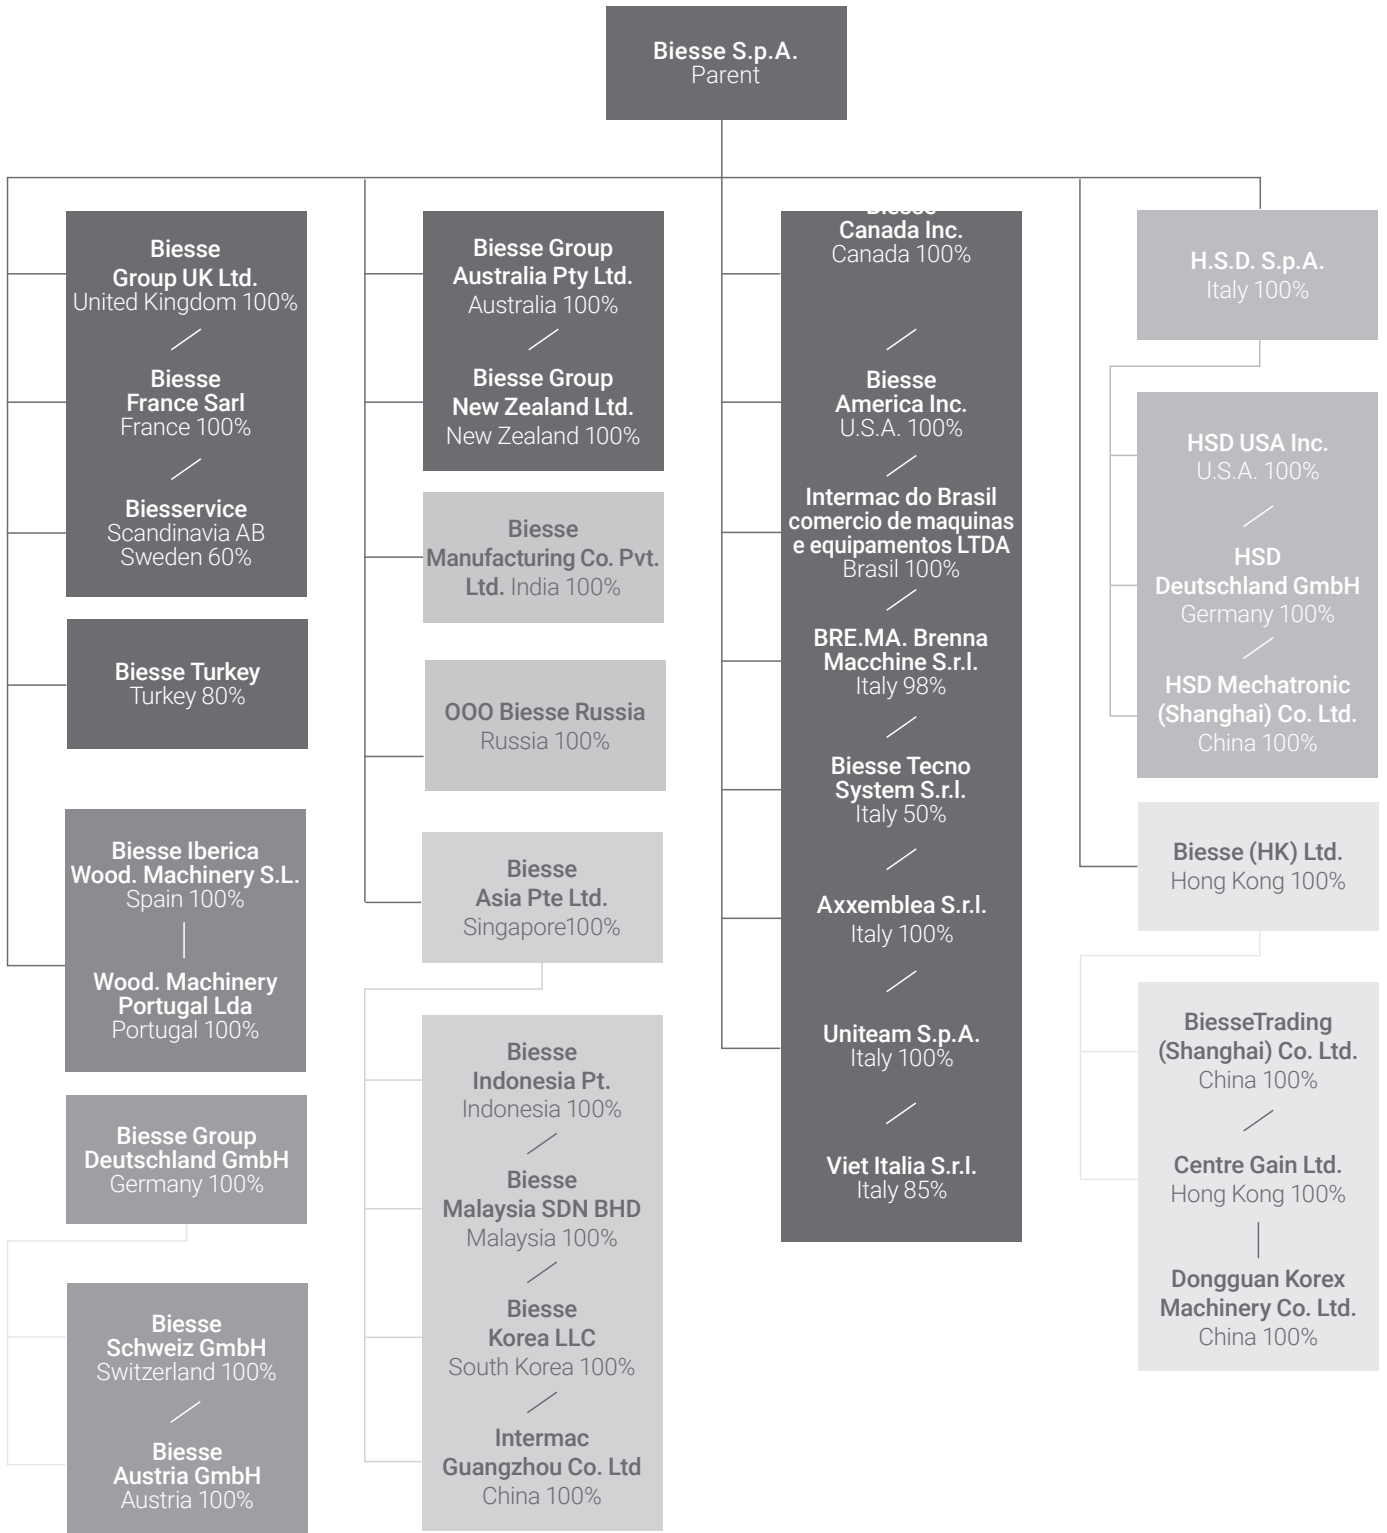 Biesse S.p.A.
Parent
Biesse
Group UK Ltd.
United Kingdom 100%
Biesse
France Sarl
France 100%
Biesservice
Scandinavia AB
Sweden 60%
Biesse Turkey
Turkey 80%
Biesse Iberica
Wood. Machinery S.L.
Spain 100%
Wood. Machinery
Portugal Lda
Portugal 100%
Biesse Group
Deutschland GmbH
Germany 100%
Biesse
Schweiz GmbH
Switzerland 100%
Biesse
Austria GmbH
Austria 100%
Biesse Group
Australia Pty Ltd.
Australia 100%
Biesse Group
New Zealand Ltd.
New Zealand 100%
Biesse
Manufacturing Co. Pvt.
Ltd. India 100%
OOO Biesse Russia
Russia 100%
Biesse
Asia Pte Ltd.
Singapore100%
Biesse
Indonesia Pt.
Indonesia 100%
Biesse
Malaysia SDN BHD
Malaysia 100%
Biesse
Korea LLC
South Korea 100%
Intermac
Guangzhou Co. Ltd
China 100%
Biesse
Canada Inc.
Canada 100%
Biesse
America Inc.
U.S.A. 100%
Intermac do Brasil
comercio de maquinas
e equipamentos LTDA
Brasil 100%
BRE.MA. Brenna
Macchine S.r.l.
Italy 98%
Biesse Tecno
System S.r.l.
Italy 50%
Axxemblea S.r.l.
Italy 100%
Uniteam S.p.A.
Italy 100%
Viet Italia S.r.l.
Italy 85%
H.S.D. S.p.A.
Italy 100%
HSD USA Inc.
U.S.A. 100%
HSD
Deutschland GmbH
Germany 100%
HSD Mechatronic
(Shanghai) Co. Ltd.
China 100%
Biesse (HK) Ltd.
Hong Kong 100%
BiesseTrading
(Shanghai) Co. Ltd.
China 100%
Centre Gain Ltd.
Hong Kong 100%
Dongguan Korex
Machinery Co. Ltd.
China 100%